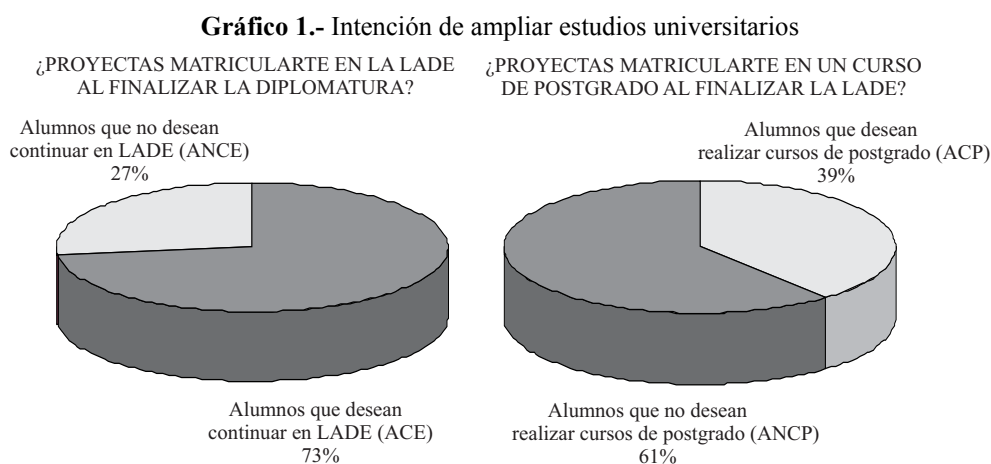 Gráfico 1.- Intención de ampliar estudios universitarios
¿PROYECTAS MATRICULARTE EN LA LADE
AL FINALIZAR LA DIPLOMATURA?
Alumnos que no desean
continuar en LADE (ANCE)
27%
Alumnos que desean
continuar en LADE (ACE)
73%
¿PROYECTAS MATRICULARTE EN UN CURSO
DE POSTGRADO AL FINALIZAR LA LADE?
Alumnos que desean
realizar cursos de postgrado (ACP)
39%
Alumnos que no desean
realizar cursos de postgrado (ANCP)
61%